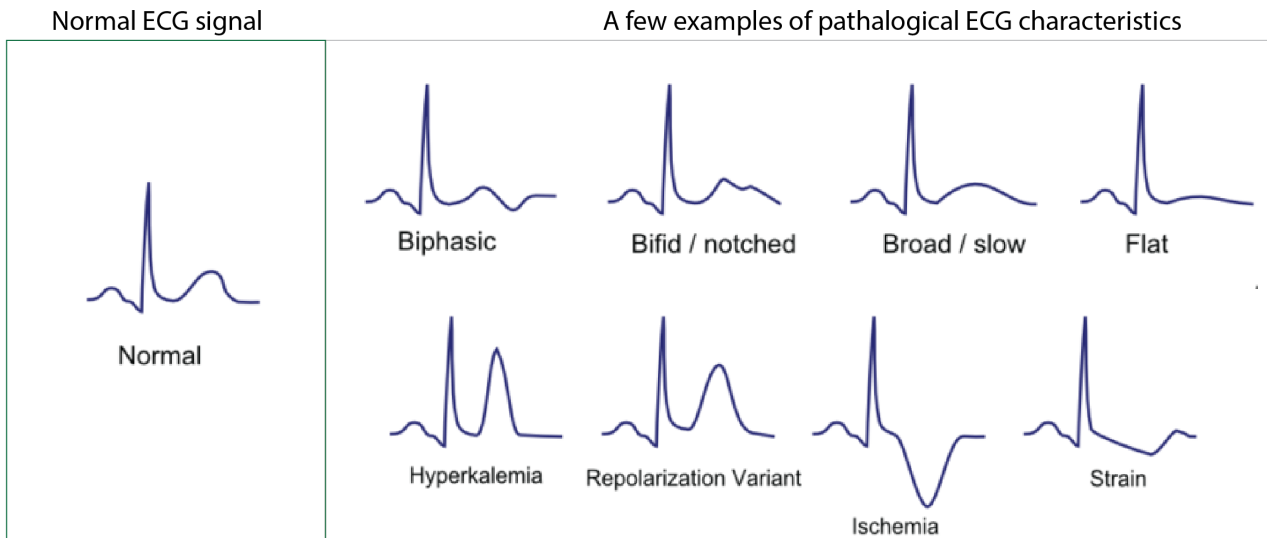 Normal ECG signal
A few examples of pathalogical ECG characteristics
Normal
Biphasic
Bifid / notched
Broad / slow
Flat
Hyperkalemia
Repolarization Variant
Ischemia
Strain